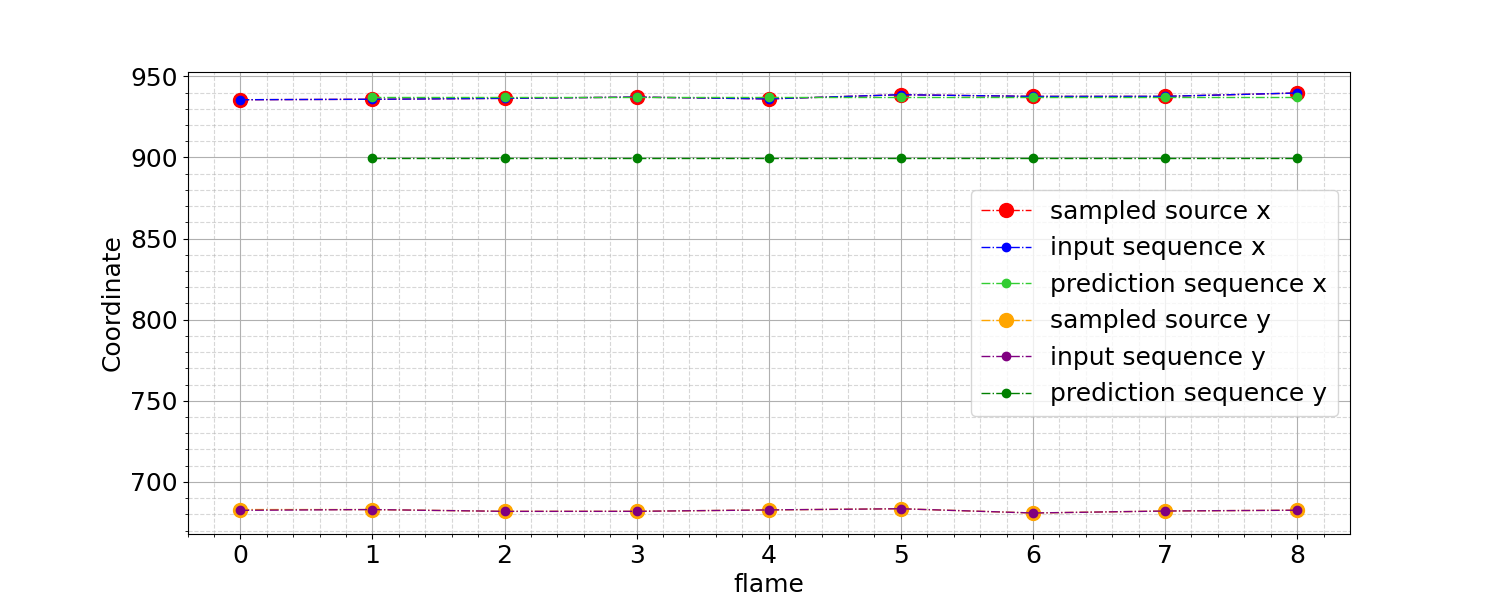 950
900
850
800
750
700
Coordinate
sampled source x
input sequence x
prediction sequence x
sampled source y
input sequence y
prediction sequence y
0 1 2 3 4 5 6 7 8
flame